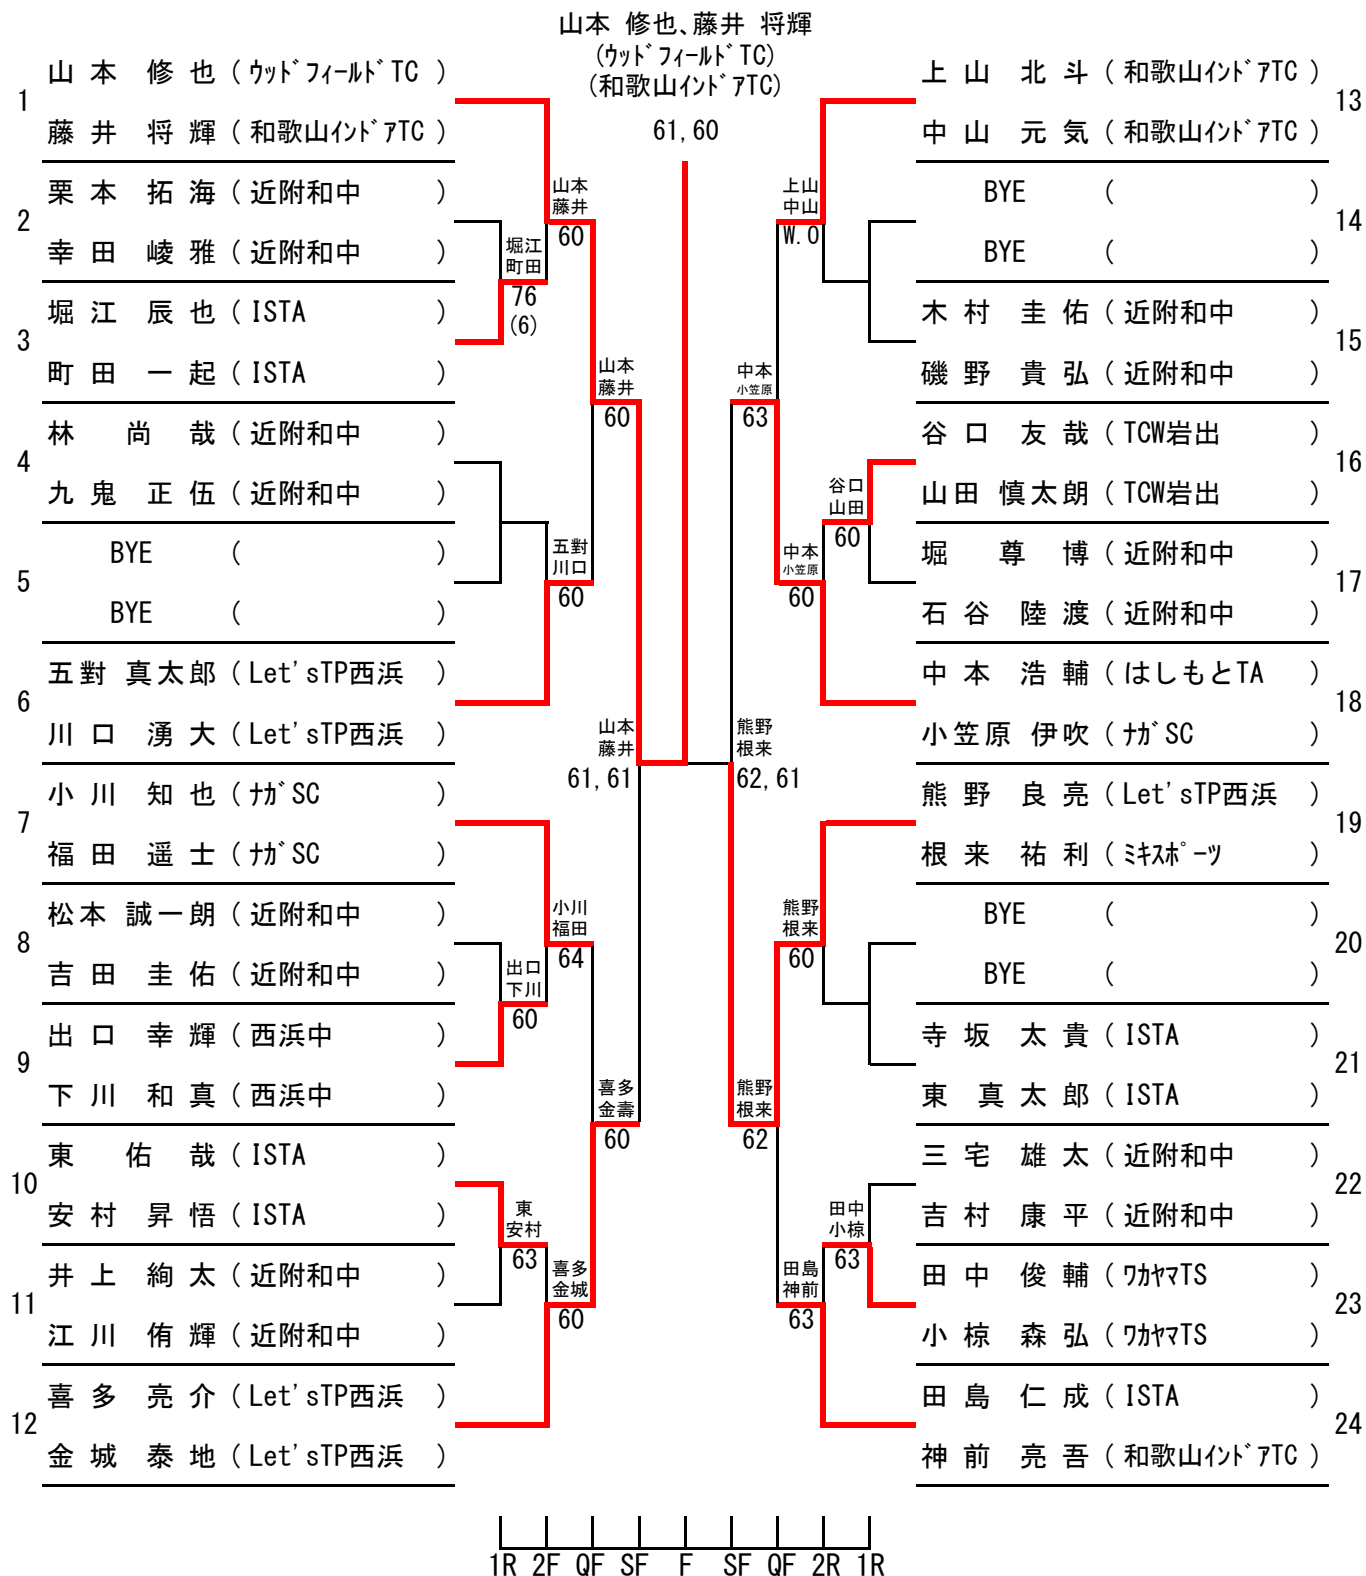 山本 修也、藤井 将輝
(ウッドフィールドTC)
(和歌山インドアTC)
61,60
1
山本 修也 (ウッドフィールドTC)
藤井 将輝 (和歌山インドアTC)
2
栗本 拓海 (近附和中)
幸田 崚雅 (近附和中)
3
堀江 辰也 (ISTA)
町田 一起 (ISTA)
4
林 尚哉 (近附和中)
九鬼 正伍 (近附和中)
5
BYE ( )
BYE ( )
6
五對 真太郎 (Let'sTP西浜)
川口 湧大 (Let'sTP西浜)
7
小川 知也 (ナガSC)
福田 遥士 (ナガSC)
8
松本 誠一朗 (近附和中)
吉田 圭佑 (近附和中)
9
出口 幸輝 (西浜中)
下川 和真 (西浜中)
10
東 佑哉 (ISTA)
安村 昇悟 (ISTA)
11
井上 絢太 (近附和中)
江川 侑輝 (近附和中)
12
喜多 亮介 (Let'sTP西浜)
金城 泰地 (Let'sTP西浜)
堀江
町田
76
(6)
出口
下川
60
東
安村
63
山本
藤井
60
五對
川口
60
小川
福田
64
喜多
金城
60
山本
藤井
60
喜多
金壽
60
山本
藤井
61,61
熊野
根来
62,61
中本
小笠原
63
熊野
根来
62
上山
中山
W.O
中本
小笠原
60
熊野
根来
60
田島
神前
63
谷口
山田
60
田中
小椋
63
上山 北斗 (和歌山インドアTC)
中山 元気 (和歌山インドアTC)
13
BYE ( )
BYE ( )
14
木村 圭佑 (近附和中)
磯野 貴弘 (近附和中)
15
谷口 友哉 (TCW岩出)
山田 慎太朗 (TCW岩出)
16
堀 尊博 (近附和中)
石谷 陸渡 (近附和中)
17
中本 浩輔 (はしもとTA)
小笠原 伊吹 (ナガSC)
18
熊野 良亮 (Let'sTP西浜)
根来 祐利 (ミキスポーツ)
19
BYE ( )
BYE ( )
20
寺坂 太貴 (ISTA)
東 真太郎 (ISTA)
21
三宅 雄太 (近附和中)
吉村 康平 (近附和中)
22
田中 俊輔 (ワカヤマTS)
小椋 森弘 (ワカヤマTS)
23
田島 仁成 (ISTA)
神前 亮吾 (和歌山インドアTC)
24
1R 2F QF SF F SF QF 2R 1R